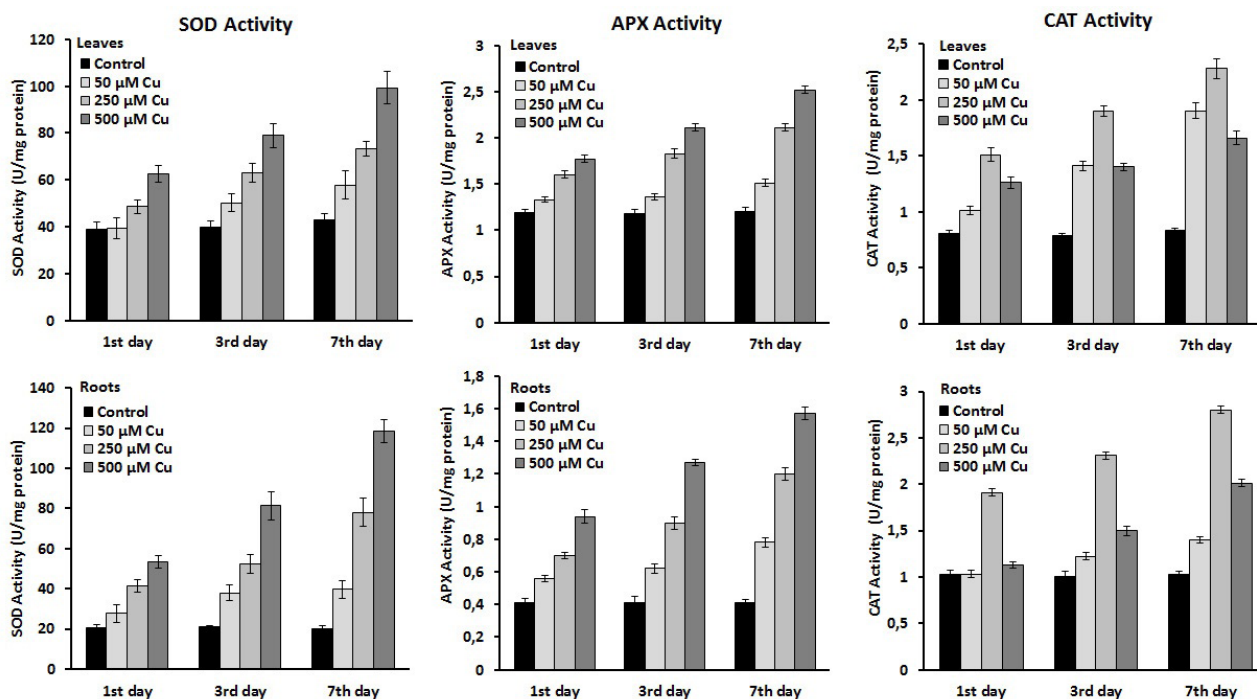 SOD Activity
SOD Activity (U/mg protein)
120
100
80
60
40
20
0
Leaves
Control
50 µM Cu
250 µM Cu
500 µM Cu
1st day 3rd day 7th day
APX Activity
APX Activity (U/mg protein)
3
2,5
2
1,5
1
0,5
0
Leaves
Control
50 µM Cu
250 µM Cu
500 µM Cu
1st day 3rd day 7th day
CAT Activity
CAT Activity (U/mg protein)
2,5
2
1,5
1
0,5
0
Leaves
Control
50 µM Cu
250 µM Cu
500 µM Cu
1st day 3rd day 7th day
SOD Activity (U/mg protein)
140
120
100
80
60
40
20
0
Roots
Control
50 µM Cu
250 µM Cu
500 µM Cu
1st day 3rd day 7th day
APX Activity (U/mg protein)
1,8
1,6
1,4
1,2
1
0,8
0,6
0,4
0,2
0
Roots
Control
50 µM Cu
250 µM Cu
500 µM Cu
1st day 3rd day 7th day
CAT Activity (U/mg protein)
3
2,5
2
1,5
1
0,5
0
Roots
Control
50 µM Cu
250 µM Cu
500 µM Cu
1st day 3rd day 7th day